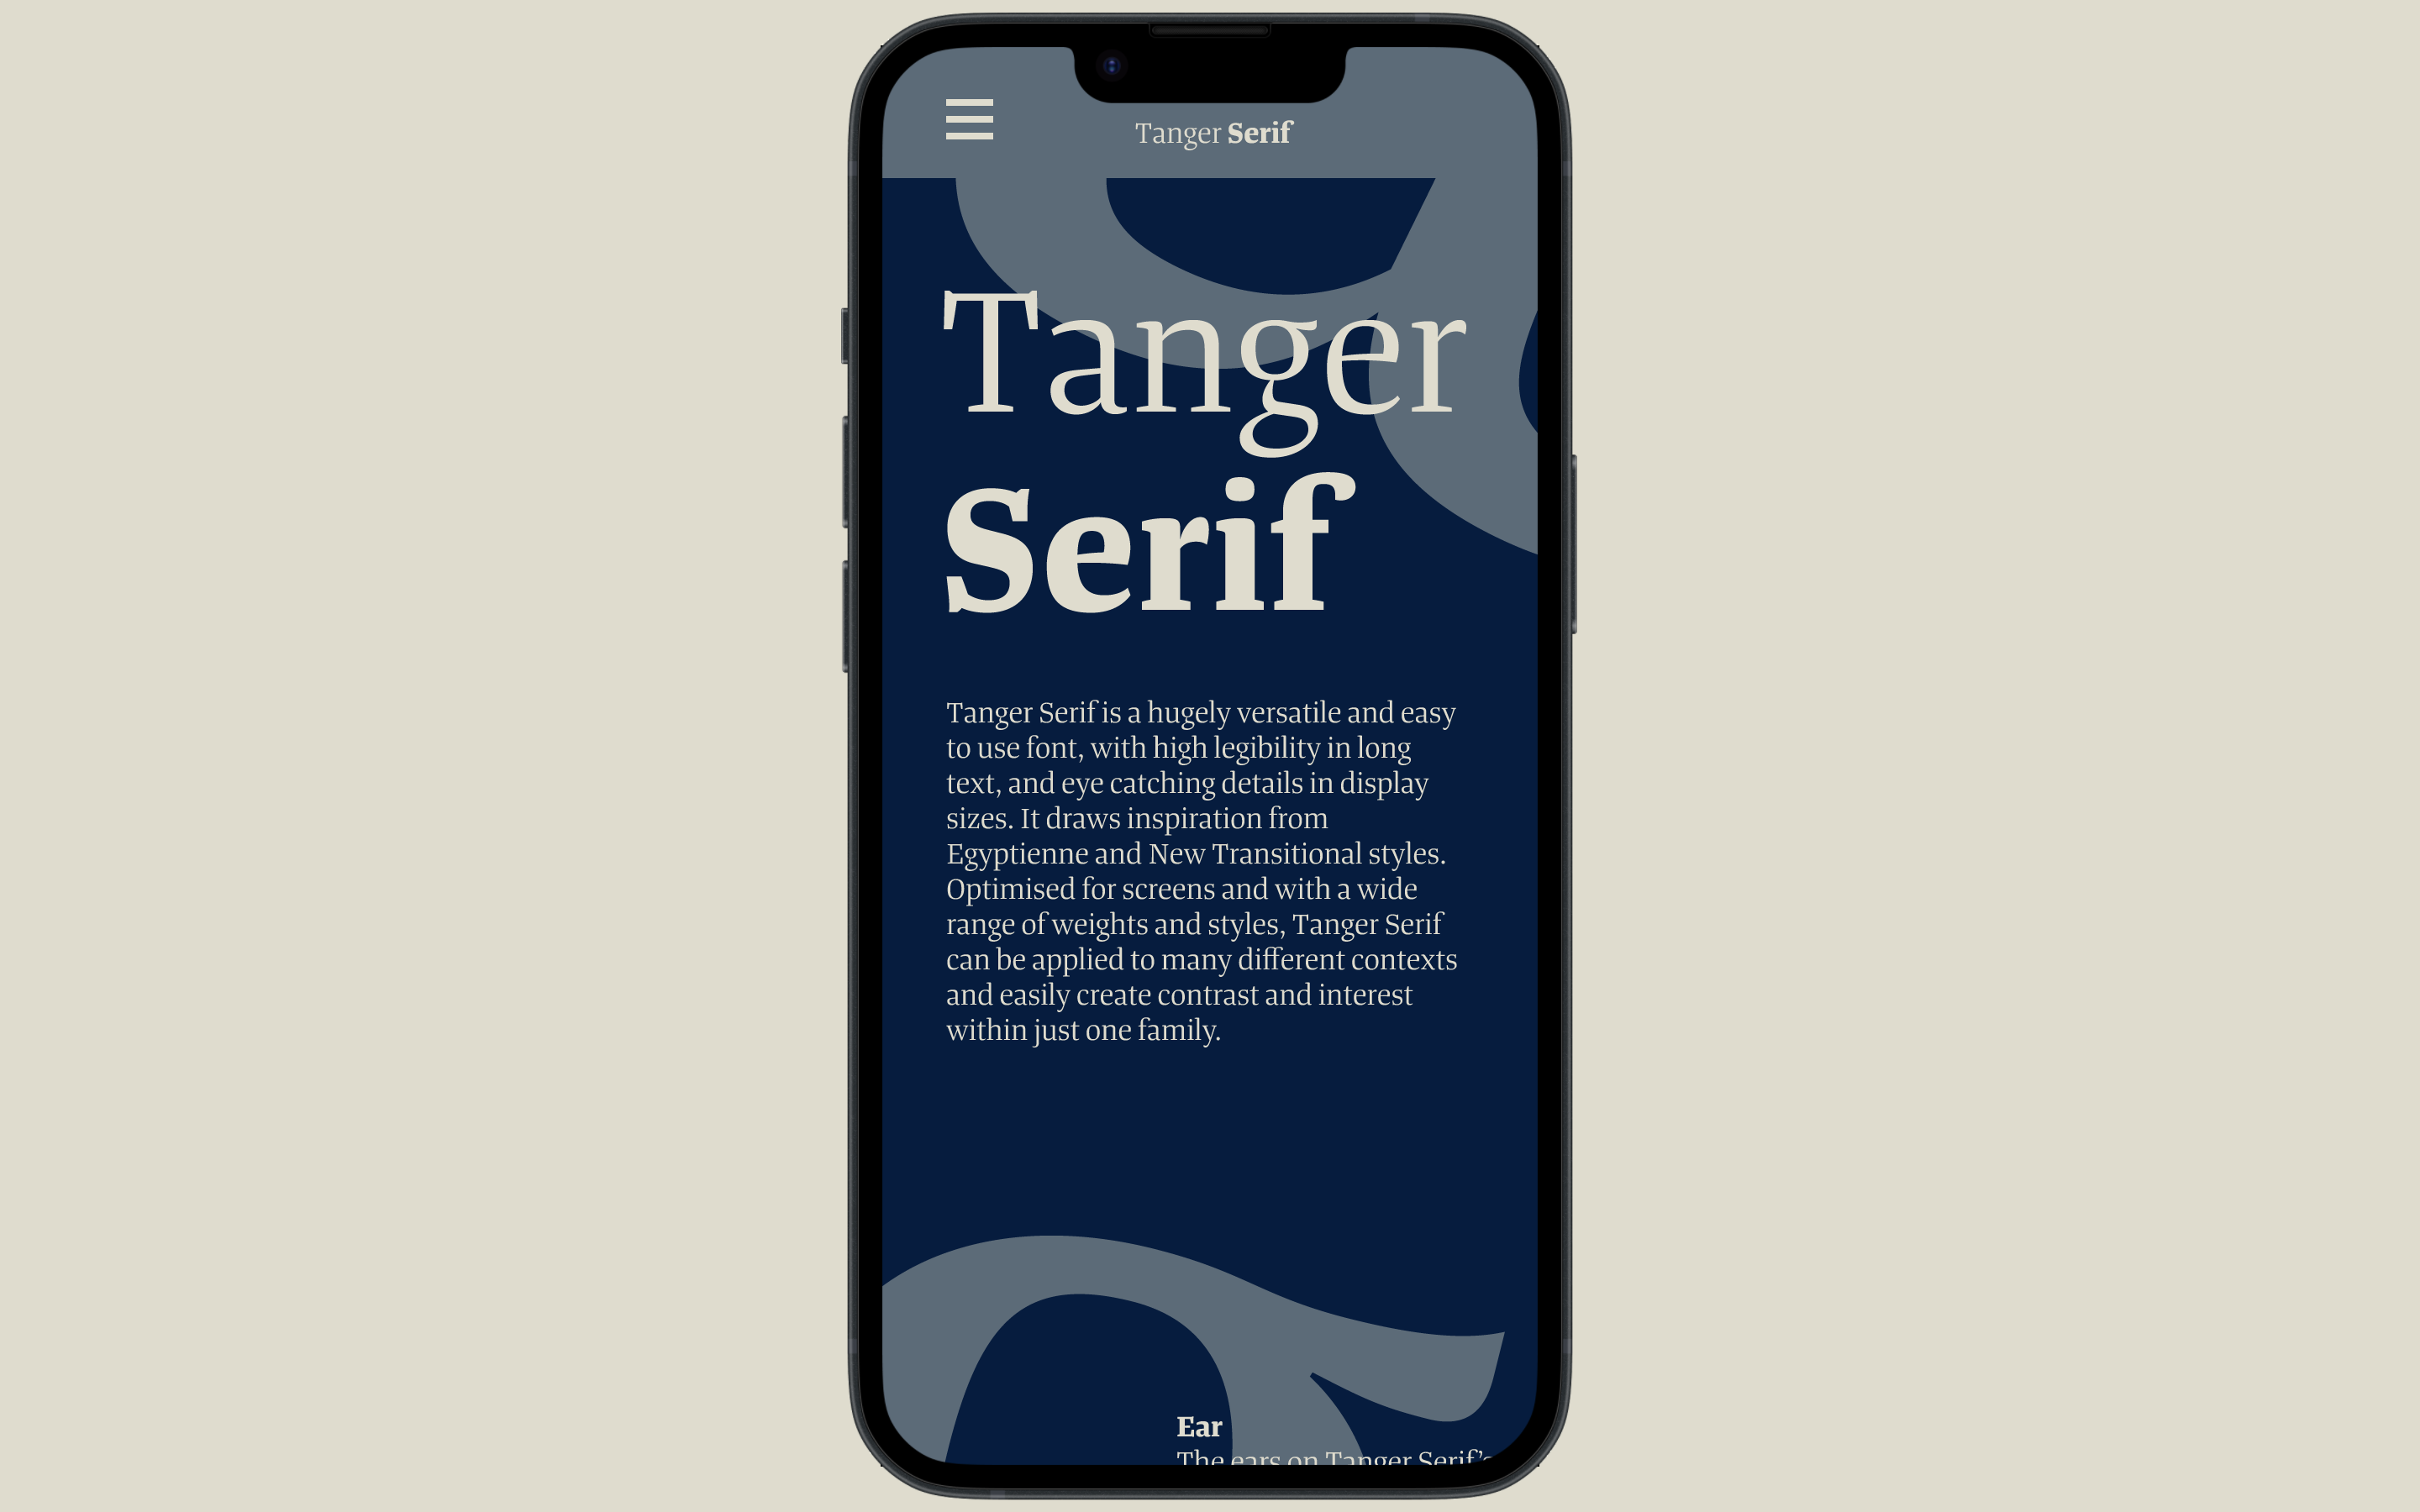 Tanger Serif
Tanger
Serif
Tanger Serif is a hugely versatile and easy
to use font, with high legibility in long
text, and eye catching details in display
sizes. It draws inspiration from
Egyptienne and New Transitional styles.
Optimised for screens and with a wide
range of weights and styles, Tanger Serif
can be applied to many different contexts
and easily create contrast and interest
within just one family.
Ear
The ears on Tanger Serif’s